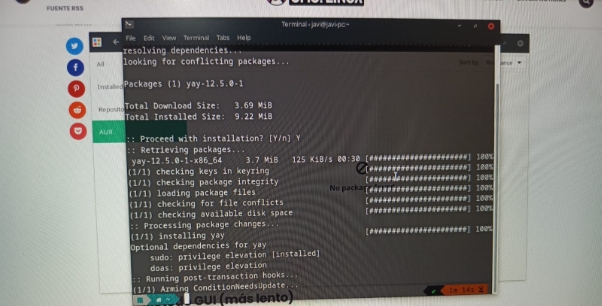 FUENTE RSS
Terminal - javi@javi-pc:~
File Edit View Terminal Tabs Help
resolving dependencies...
looking for conflicting packages...
Packages (1) yay-12.5.0-1
Total Download Size: 3.69 MiB
Total Installed Size: 9.22 MiB
:: Proceed with installation? [Y/n] Y
:: Retrieving packages...
yay-12.5.0-1-x86_64 3.7 MiB 125 KiB/s 00:30 [######################] 100%
(1/1) checking keys in keyring [######################] 100%
(1/1) checking package integrity [######################] 100%
(1/1) loading package files [######################] 100%
(1/1) checking for file conflicts [######################] 100%
(1/1) checking available disk space [######################] 100%
:: Processing package changes...
(1/1) installing yay [######################] 100%
Optional dependencies for yay
sudo: privilege elevation [installed]
doas: privilege elevation
:: Running post-transaction hooks...
(1/1) Arming ConditionNeedsUpdate...
1m 14s
All
Installed
AUR
No packa
GUI (más lento)